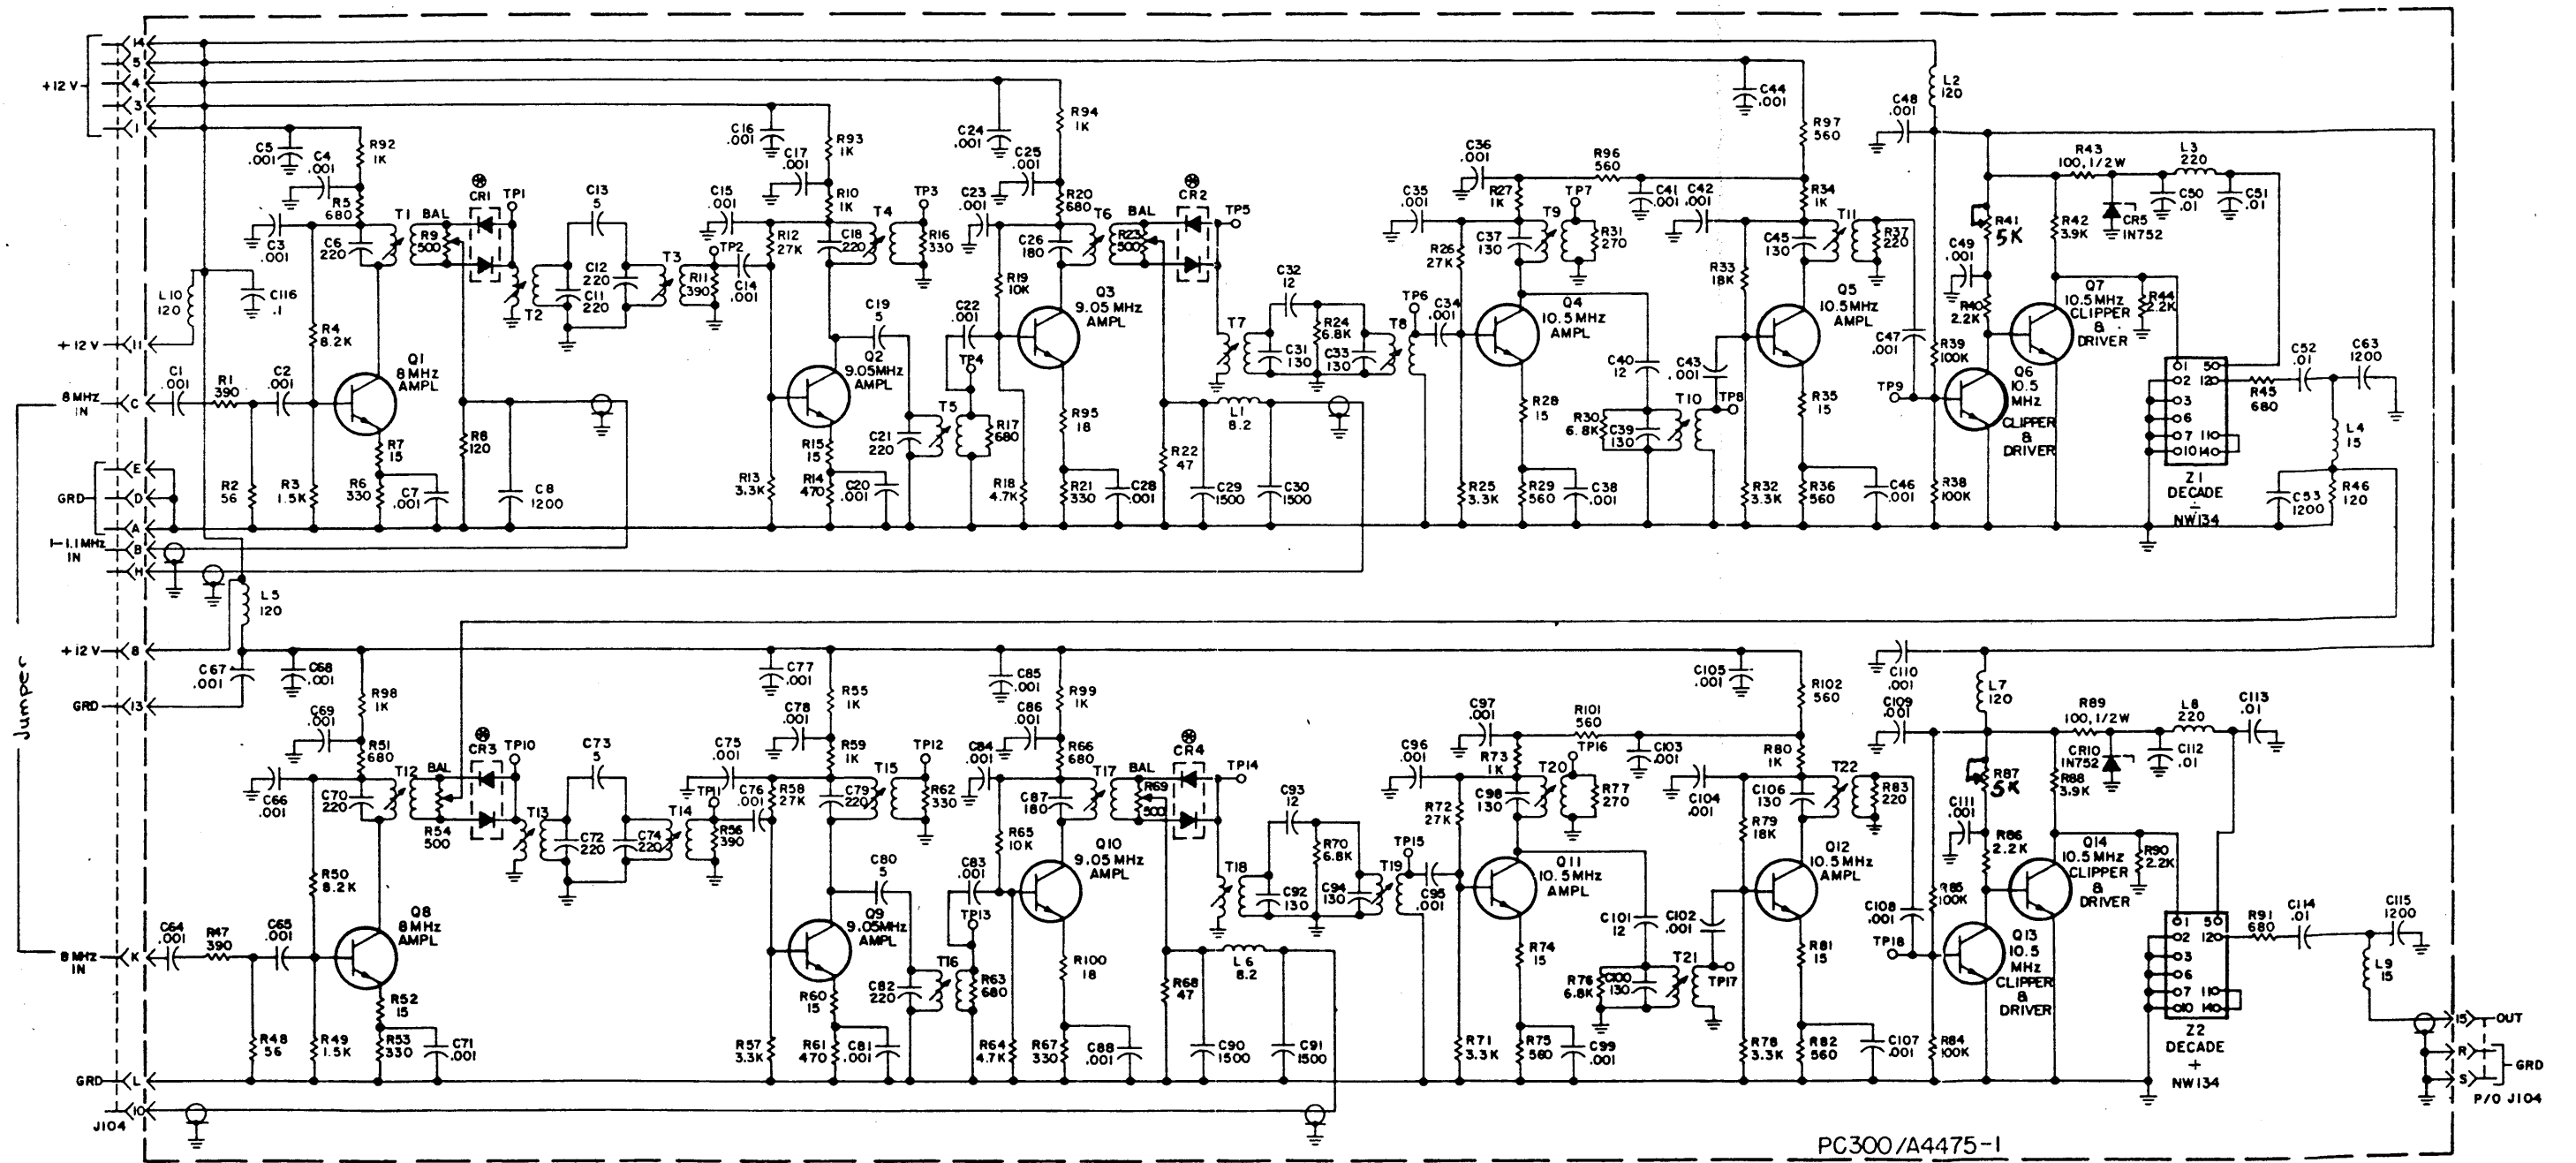 +12 V
14
5
4
3
1
C5 .001
C4 .001
R92 1K
R5 680
C3 .001
C6 220
T1
BAL
R9 500
CR1
TP1
C13 5
C12 220
C11 220
T2
T3
R11 390
TP2
C14 .001
C15 .001
C16 .001
C17 .001
R93 1K
R10 1K
R12 27K
C18 220
T4
TP3
R16 330
C23 .001
C24 .001
C25 .001
R94 1K
R20 680
C26 180
T6
BAL
R23 500
CR2
TP5
C32 12
T7
C31 130
R24 6.8K
C33 130
T8
TP6
C34 .001
C35 .001
C36 .001
R27 1K
R96 560
TP7
T9
R31 270
C37 130
R26 27K
C41 .001
C42 .001
C44 .001
R97 560
R34 1K
T11
R37 220
C45 130
R33 18K
C48 .001
L2 120
R43 100, 1/2W
L3 220
C50 .01
C51 .01
CR5 IN752
R41 5K
R42 3.9K
C49 .001
R40 2.2K
R44 2.2K
Q7
10.5 MHz
CLIPPER
&
DRIVER
L10 120
C116 .1
+12 V
11
R4 8.2K
Q1
8 MHz
AMPL
8 MHz
IN
C
C1 .001
R1 390
C2 .001
R7 15
R8 120
C8 1200
Q2
9.05MHz
AMPL
C19 5
C22 .001
TP4
T5
R17 680
C21 220
R19 10K
Q3
9.05 MHz
AMPL
R95 18
L1 8.2
R22 47
C29 1500
C30 1500
Q4
10.5 MHz
AMPL
R28 15
C40 12
C43 .001
R30 6.8K
C39 130
T10
TP8
Q5
10.5MHz
AMPL
R35 15
C47 .001
R39 100K
TP9
Q6
10.5
MHz
CLIPPER
&
DRIVER
1 5
2 12
3
6
7 11
10 14
R45 680
C52 .01
C63 1200
L4 15
GRD
E
D
A
R2 56
R3 1.5K
R6 330
C7 .001
R13 3.3K
R15 15
R14 470
C20 .001
R18 4.7K
R21 330
C28 .001
R25 3.3K
R29 560
C38 .001
R32 3.3K
R36 560
C46 .001
R38 100K
Z1
DECADE
÷
NW134
C53 1200
R46 120
1-1.1MHz
IN
B
H
L5 120
Jumper
+12 V
8
C67 .001
C68 .001
GRD
13
R98 1K
C69 .001
R51 680
C66 .001
C70 220
T12
BAL
R54 500
CR3
TP10
C73 5
T13
C72 220
C74 220
T14
TP11
R56 390
C75 .001
C76 .001
C77 .001
C78 .001
R55 1K
R59 1K
R58 27K
C79 220
T15
TP12
R62 330
C84 .001
C85 .001
C86 .001
R99 1K
R66 680
C87 180
T17
BAL
R69 500
CR4
TP14
C93 12
T18
C92 130
R70 6.8K
C94 130
T19
TP15
C95 .001
C96 .001
C97 .001
R73 1K
R101 560
TP16
T20
R77 270
C98 130
R72 27K
C103 .001
C104 .001
C105 .001
R102 560
R80 1K
T22
R83 220
C106 130
R79 18K
C110 .001
C109 .001
L7 120
R89 100, 1/2W
L8 220
C113 .01
CR10 IN752
C112 .01
R87 5K
R88 3.9K
C111 .001
R86 2.2K
R90 2.2K
Q14
10.5 MHz
CLIPPER
&
DRIVER
R50 8.2K
Q8
8 MHz
AMPL
8 MHz
IN
K
C64 .001
R47 390
C65 .001
R52 15
Q9
9.05MHz
AMPL
C80 5
C83 .001
TP13
T16
R63 680
C82 220
R65 10K
Q10
9.05 MHz
AMPL
R100 18
L6 8.2
R68 47
Q11
10.5 MHz
AMPL
R74 15
C101 12
C102 .001
R76 6.8K
C100 130
T21
TP17
Q12
10.5 MHz
AMPL
R81 15
C108 .001
R85 100K
TP18
Q13
10.5
MHz
CLIPPER
&
DRIVER
1 5
2 12
3
6
7 11
10 14
R91 680
C114 .01
C115 1200
L9 15
R48 56
R49 1.5K
R53 330
C71 .001
R57 3.3K
R60 15
R61 470
C81 .001
R64 4.7K
R67 330
C88 .001
C90 1500
C91 1500
R71 3.3K
R75 560
C99 .001
R78 3.3K
R82 560
C107 .001
R84 100K
Z2
DECADE
÷
NW134
15 OUT
R
S
GRD
P/O J104
GRD
L
J104
10
PC300/A4475-1